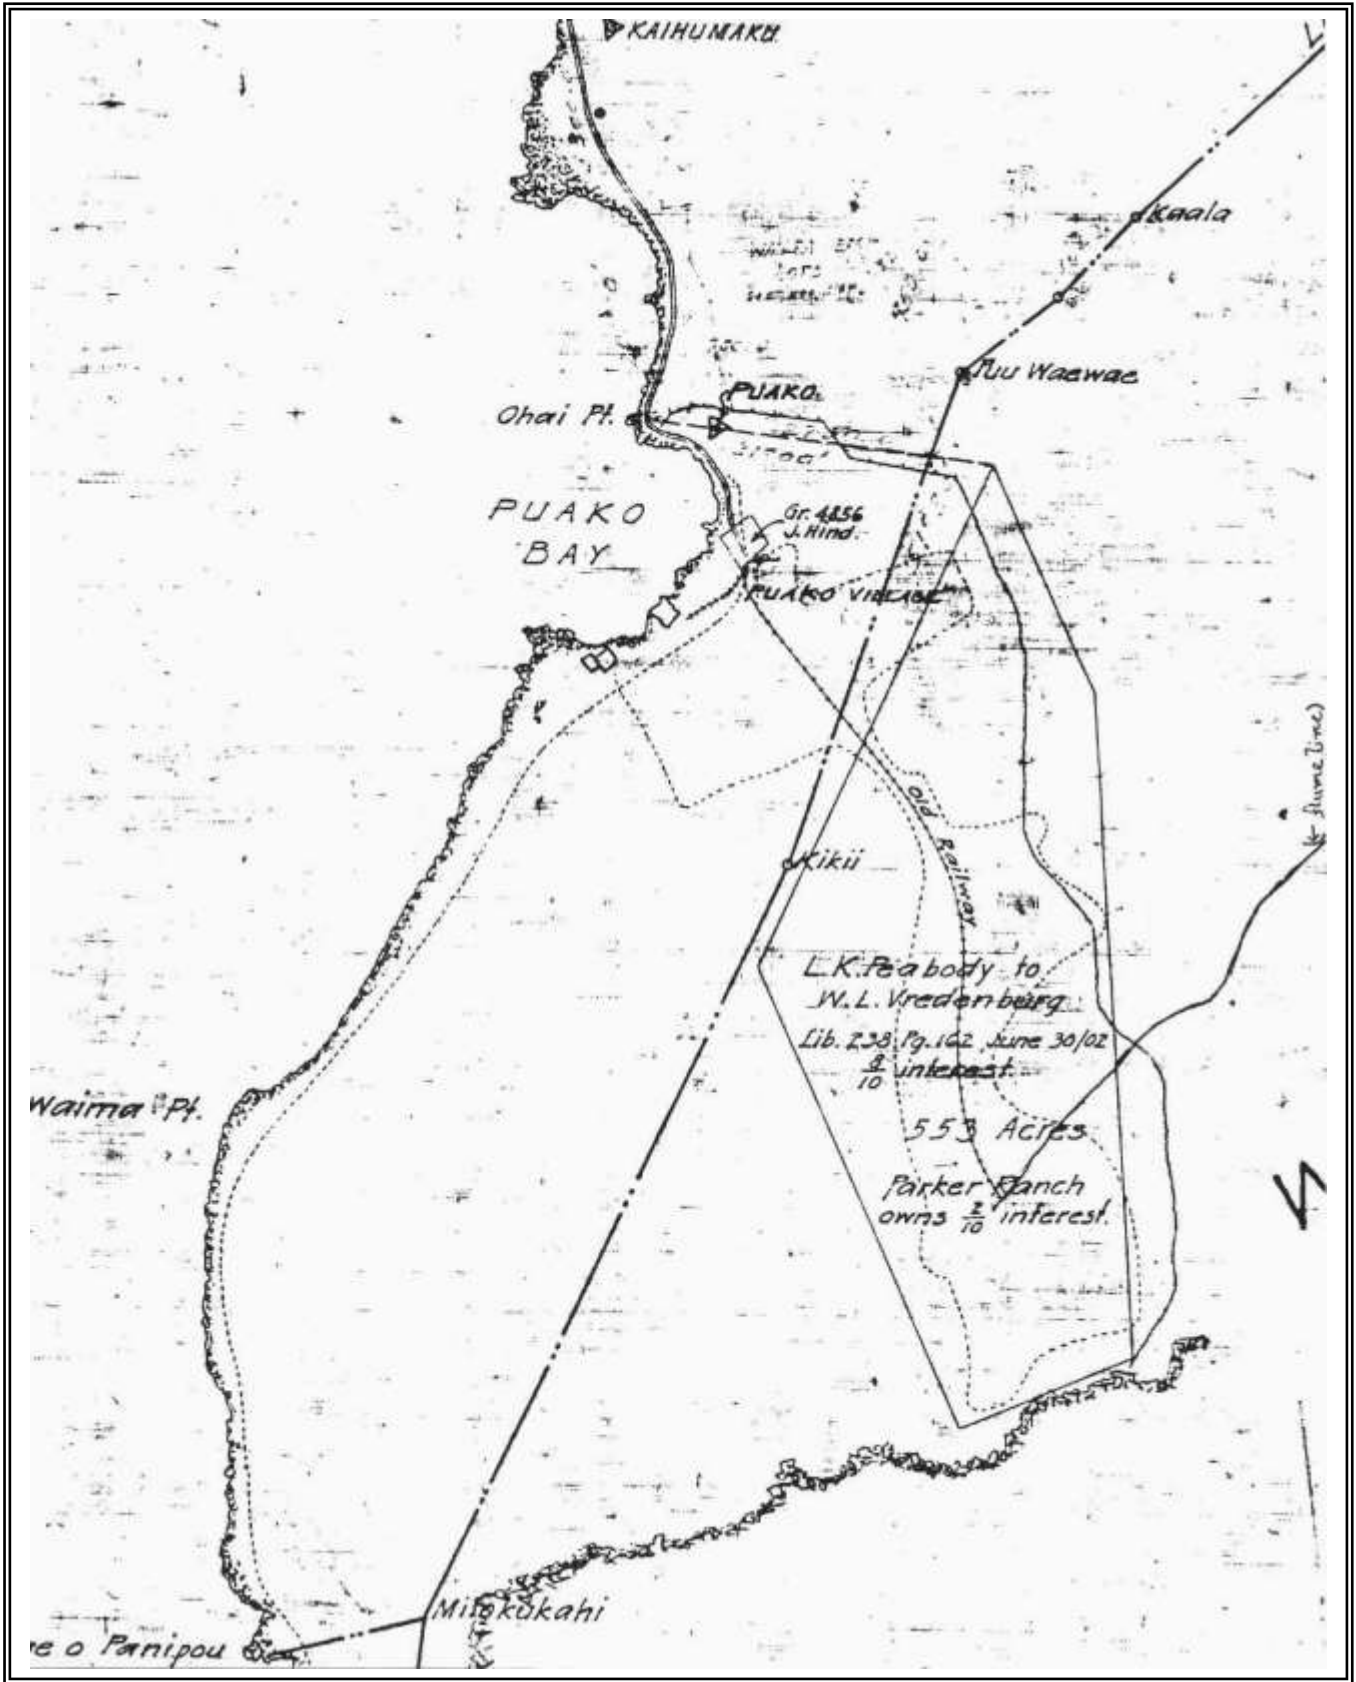 KAIHUMAKU
Kaala
Puu Waewae
PUAKO
Ohai Pt.
PUAKO
BAY
Gr. 4856
J. Hind.
PUAKO VILLAGE
(& flume line)
Old Railway
Kikii
L.K. Peabody to
W.L. Vredenburg
Lib. 238 Pg. 162 June 30/02
8/10 interest
Waima Pt.
553 Acres
Parker Ranch
owns 2/10 interest.
N
Milokukahi
e o Panipou